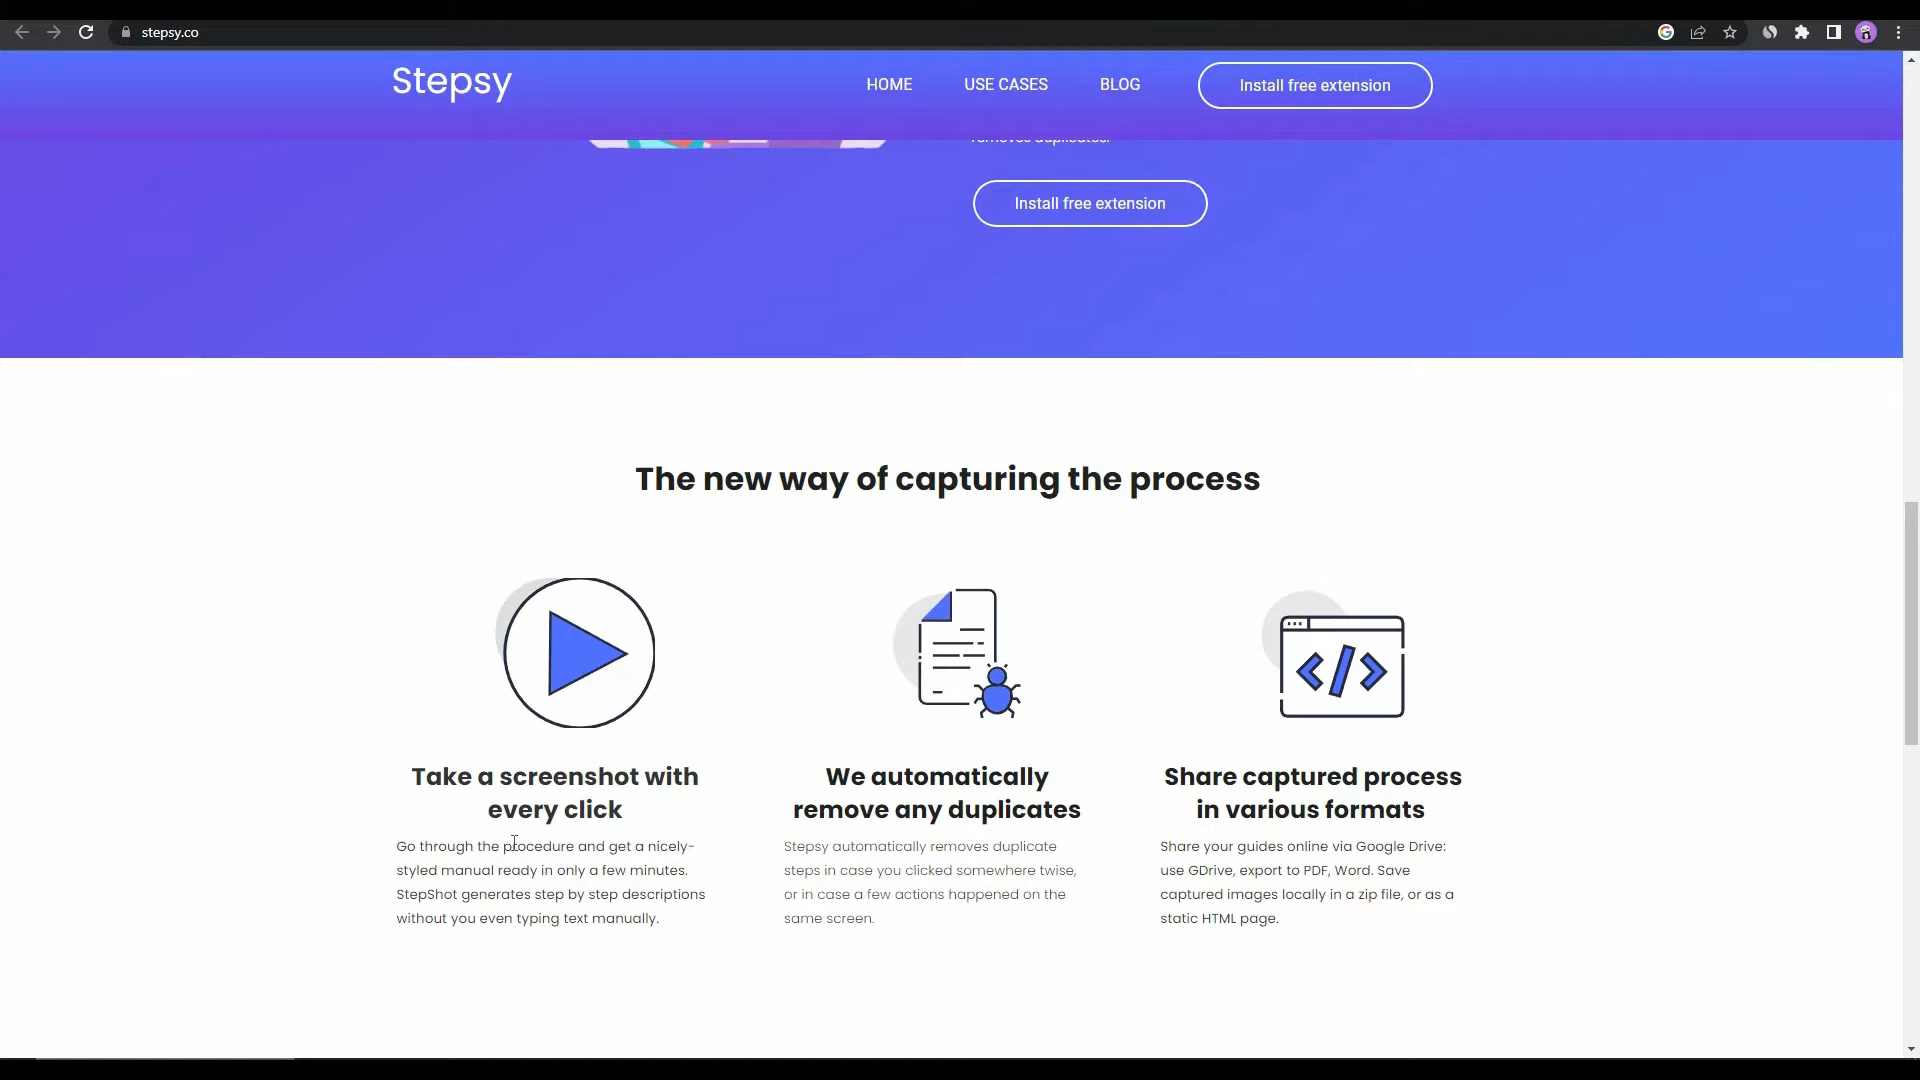 stepsy.co
Stepsy
HOME
USE CASES
BLOG
Install free extension
removes duplicates.
Install free extension
The new way of capturing the process
Take a screenshot with
every click
Go through the procedure and get a nicely-
styled manual ready in only a few minutes.
StepShot generates step by step descriptions
without you even typing text manually.
We automatically
remove any duplicates
Stepsy automatically removes duplicate
steps in case you clicked somewhere twise,
or in case a few actions happened on the
same screen.
Share captured process
in various formats
Share your guides online via Google Drive:
use GDrive, export to PDF, Word. Save
captured images locally in a zip file, or as a
static HTML page.